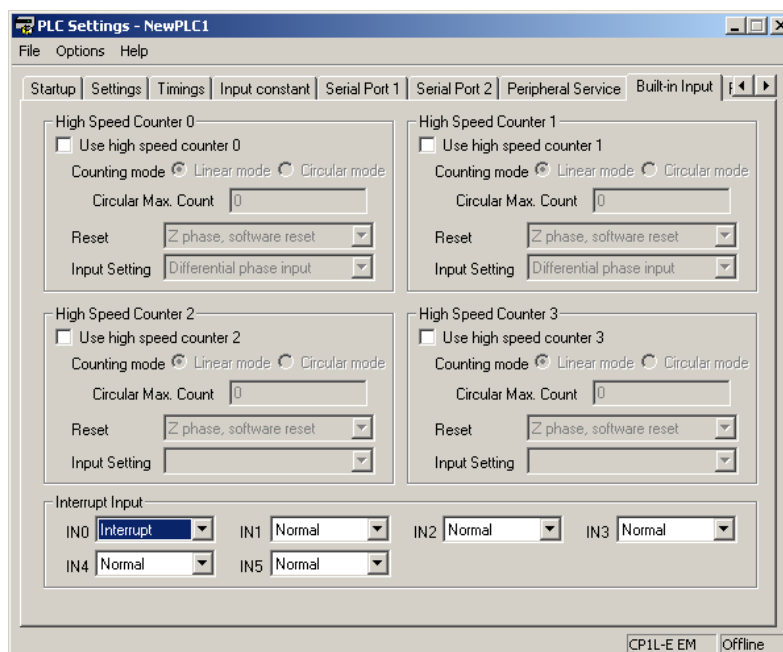 PLC Settings - NewPLC1
File Options Help
Startup Settings Timings Input constant Serial Port 1 Serial Port 2 Peripheral Service Built-in Input
High Speed Counter 0
Use high speed counter 0
Counting mode Linear mode Circular mode
Circular Max. Count 0
Reset Z phase, software reset
Input Setting Differential phase input
High Speed Counter 1
Use high speed counter 1
Counting mode Linear mode Circular mode
Circular Max. Count 0
Reset Z phase, software reset
Input Setting Differential phase input
High Speed Counter 2
Use high speed counter 2
Counting mode Linear mode Circular mode
Circular Max. Count 0
Reset Z phase, software reset
Input Setting
High Speed Counter 3
Use high speed counter 3
Counting mode Linear mode Circular mode
Circular Max. Count 0
Reset Z phase, software reset
Input Setting
Interrupt Input
IN0 Interrupt IN1 Normal IN2 Normal IN3 Normal
IN4 Normal IN5 Normal
CP1L-E EM Offline